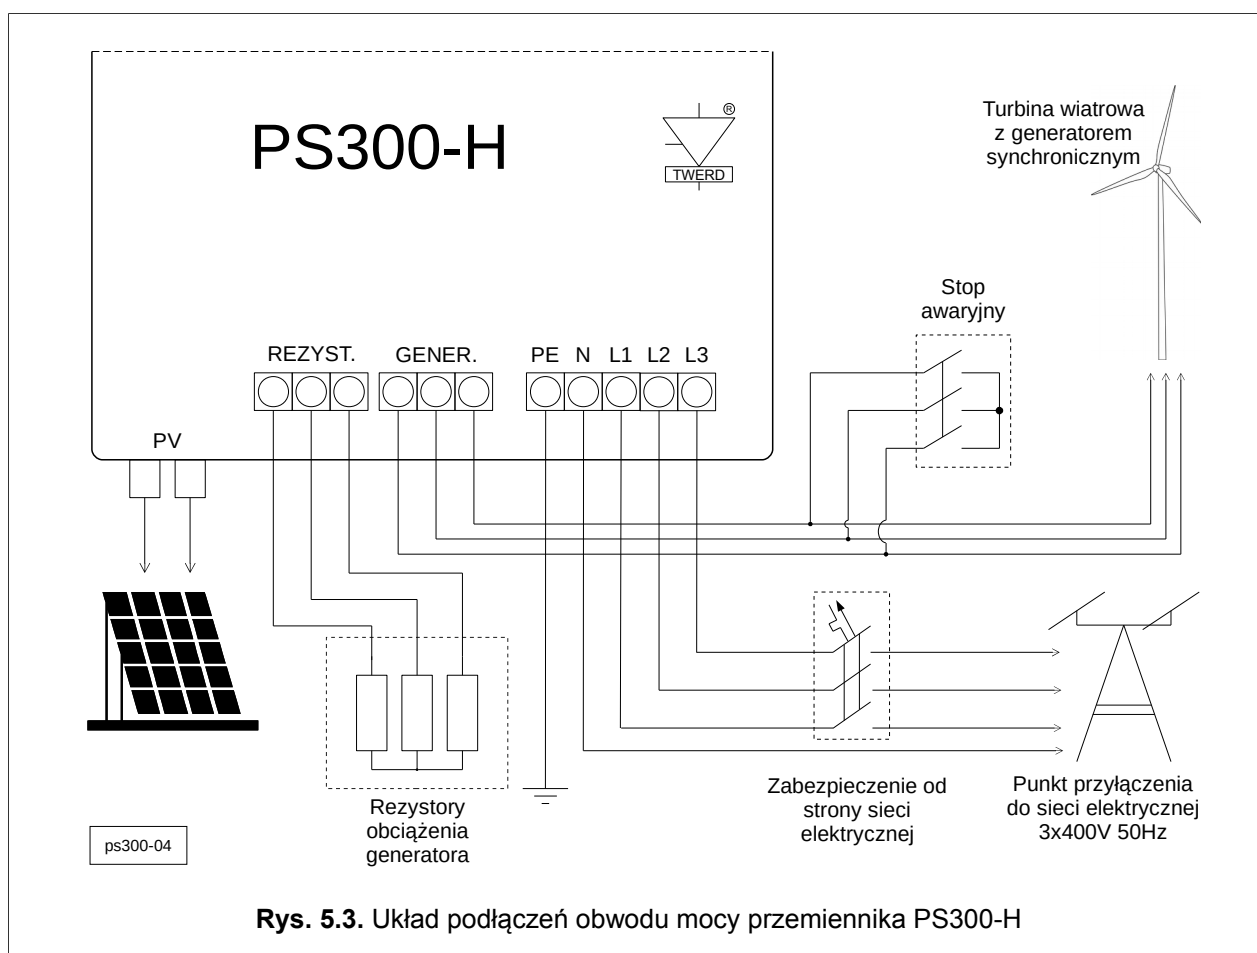 PS300-H
®
TWERD
Turbina wiatrowa
z generatorem
synchronicznym
Stop
awaryjny
REZYST.
GENER.
PE N L1 L2 L3
PV
Rezystory
obciążenia
generatora
Zabezpieczenie od
strony sieci
elektrycznej
Punkt przyłączenia
do sieci elektrycznej
3x400V 50Hz
ps300-04
Rys. 5.3. Układ podłączeń obwodu mocy przemiennika PS300-H